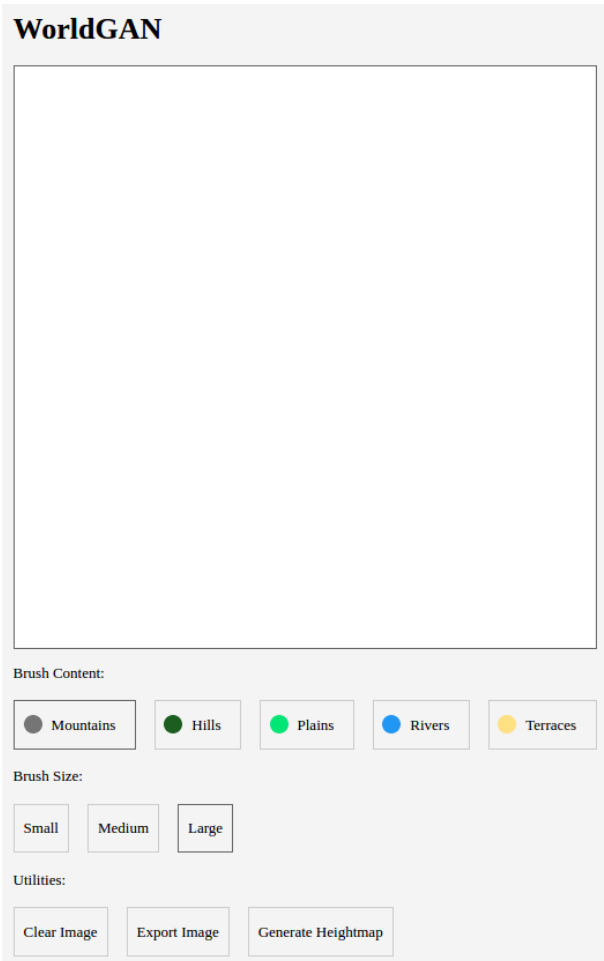 WorldGAN
Brush Content:
Mountains Hills Plains Rivers Terraces
Brush Size:
Small Medium Large
Utilities:
Clear Image Export Image Generate Heightmap